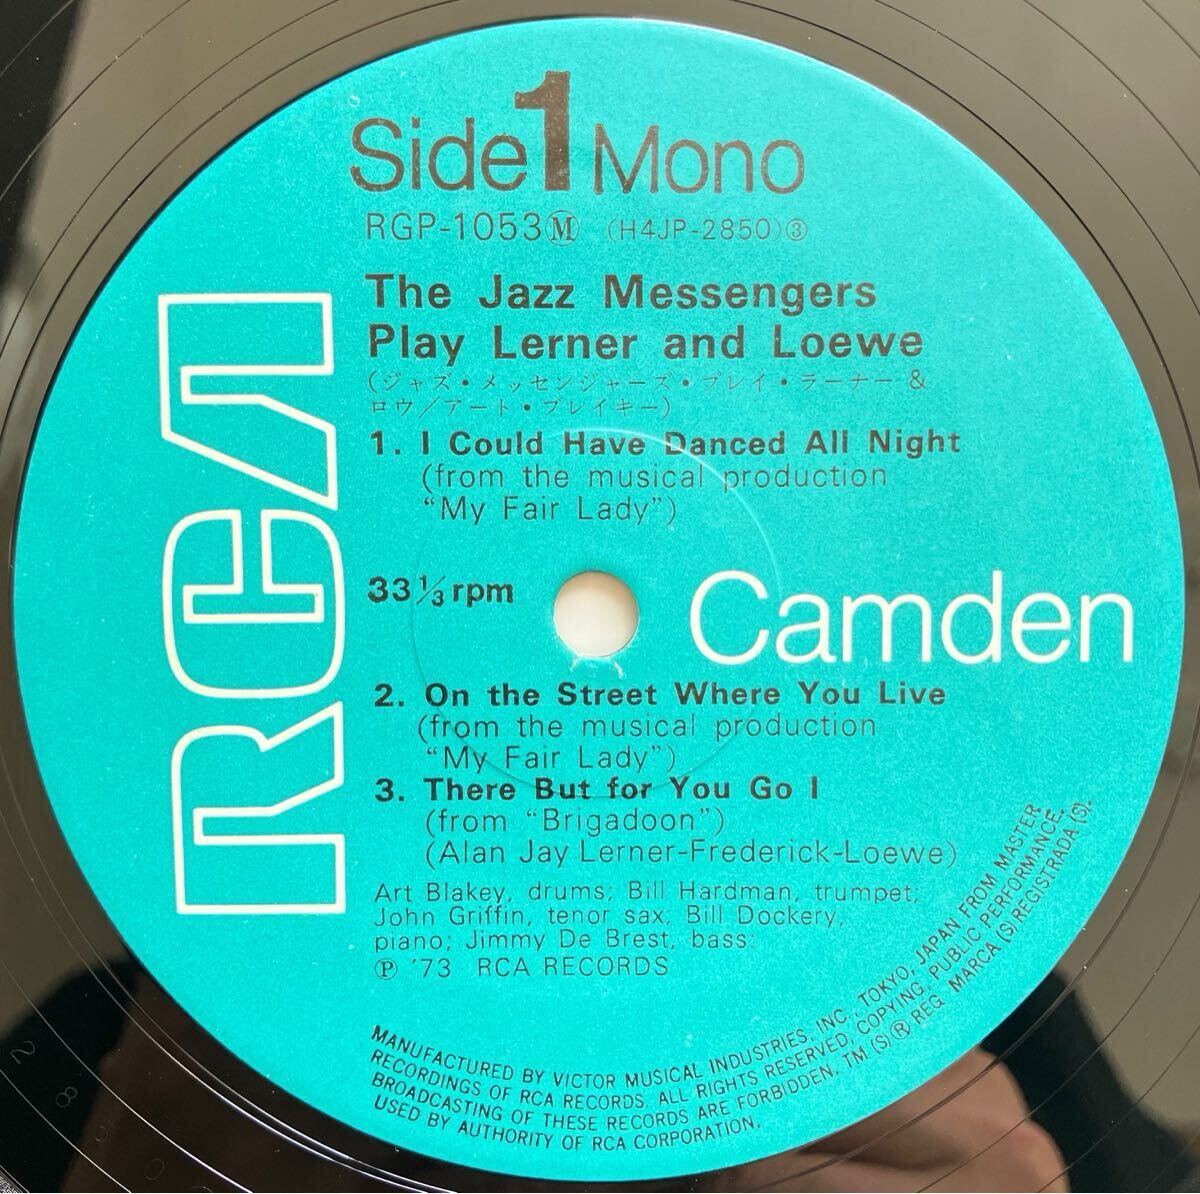 Side 1 Mono
RGP-1053Ⓜ (H4JP-2850)③
The Jazz Messengers
Play Lerner and Loewe
(ジャズ・メッセンジャーズ・プレイ・ラーナー &
ロウ/アート・ブレイキー)
1. I Could Have Danced All Night
(from the musical production
“My Fair Lady”)
33⅓rpm
RCA
Camden
2. On the Street Where You Live
(from the musical production
“My Fair Lady”)
3. There But for You Go I
(from “Brigadoon”)
(Alan Jay Lerner-Frederick-Loewe)
Art Blakey, drums; Bill Hardman, trumpet;
John Griffin, tenor sax; Bill Dockery,
piano; Jimmy De Brest, bass;
℗ '73 RCA RECORDS
MANUFACTURED BY VICTOR MUSICAL INDUSTRIES, INC., TOKYO, JAPAN FROM MASTER
RECORDINGS OF RCA RECORDS. ALL RIGHTS RESERVED. COPYING, PUBLIC PERFORMANCE,
BROADCASTING OF THESE RECORDS ARE FORBIDDEN. TM (S) ® REG. MARCA (S) REGISTRADA (S).
USED BY AUTHORITY OF RCA CORPORATION.